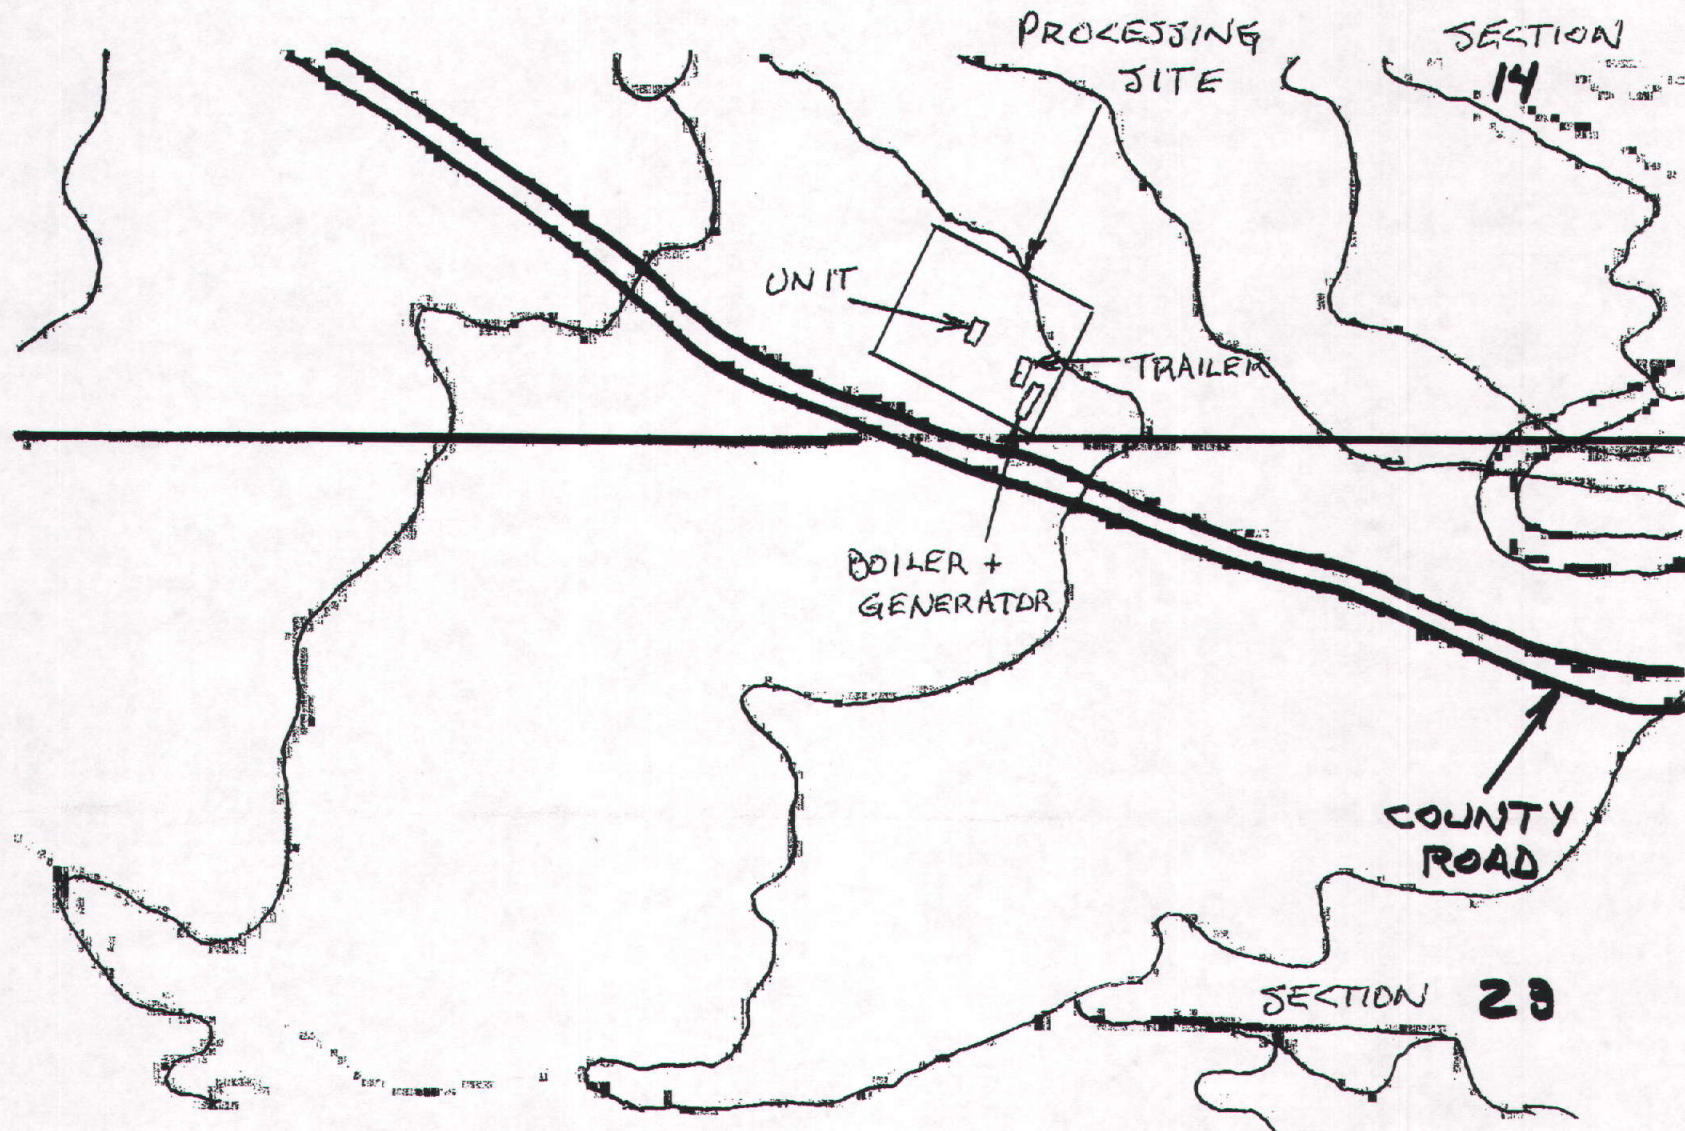 PROCESSING
SITE
SECTION
14
UNIT
TRAILER
BOILER +
GENERATOR
COUNTY
ROAD
SECTION 23